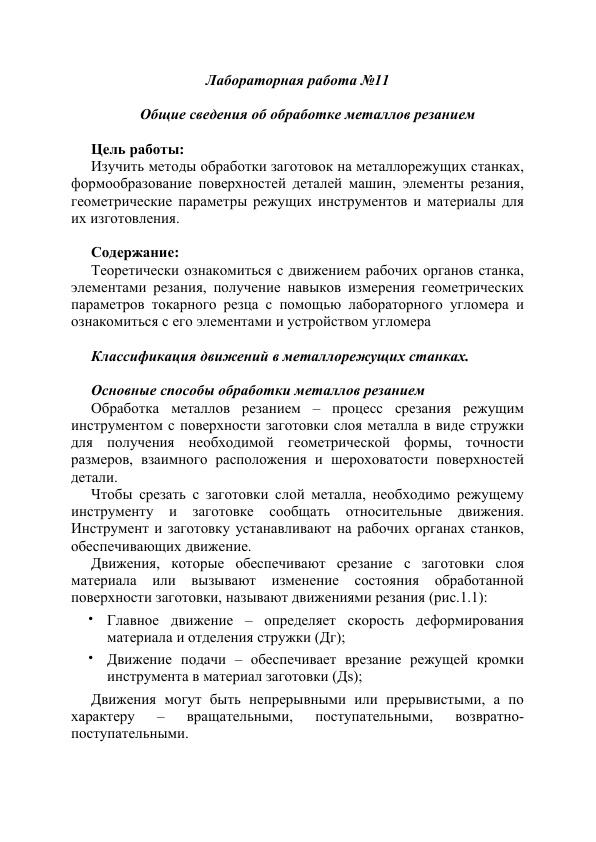 Лабораторная работа №11
Общие сведения об обработке металлов резанием
Цель работы:
Изучить методы обработки заготовок на металлорежущих станках,
формообразование поверхностей деталей машин, элементы резания,
геометрические параметры режущих инструментов и материалы для
их изготовления.
Содержание:
Теоретически ознакомиться с движением рабочих органов станка,
элементами резания, получение навыков измерения геометрических
параметров токарного резца с помощью лабораторного угломера и
ознакомиться с его элементами и устройством угломера
Классификация движений в металлорежущих станках.
Основные способы обработки металлов резанием
Обработка металлов резанием – процесс срезания режущим
инструментом с поверхности заготовки слоя металла в виде стружки
для получения необходимой геометрической формы, точности
размеров, взаимного расположения и шероховатости поверхностей
детали.
Чтобы срезать с заготовки слой металла, необходимо режущему
инструменту и заготовке сообщать относительные движения.
Инструмент и заготовку устанавливают на рабочих органах станков,
обеспечивающих движение.
Движения, которые обеспечивают срезание с заготовки слоя
материала или вызывают изменение состояния обработанной
поверхности заготовки, называют движениями резания (рис.1.1):
• Главное движение – определяет скорость деформирования
материала и отделения стружки (Дг);
• Движение подачи – обеспечивает врезание режущей кромки
инструмента в материал заготовки (Дs);
Движения могут быть непрерывными или прерывистыми, а по
характеру – вращательными, поступательными, возвратно-
поступательными.